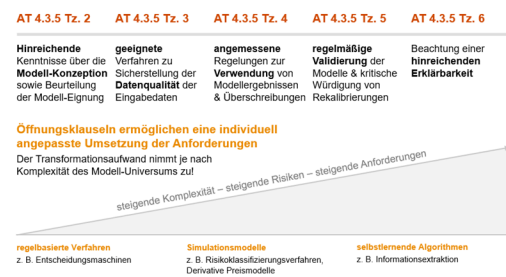 AT 4.3.5 Tz. 2
AT 4.3.5 Tz. 3
AT 4.3.5 Tz. 4
AT 4.3.5 Tz. 5
AT 4.3.5 Tz. 6
Hinreichende
Kenntnisse über die
Modell-Konzeption
sowie Beurteilung
der Modell-Eignung
geeignete
Verfahren zu
Sicherstellung der
Datenqualität der
Eingabedaten
angemessene
Regelungen zur
Verwendung von
Modellergebnissen
& Überschreibungen
regelmäßige
Validierung der
Modelle & kritische
Würdigung von
Rekalibrierungen
Beachtung einer
hinreichenden
Erklärbarkeit
Öffnungsklauseln ermöglichen eine individuell
angepasste Umsetzung der Anforderungen
Der Transformationsaufwand nimmt je nach
Komplexität des Modell-Universums zu!
steigende Komplexität – steigende Risiken – steigende Anforderungen
regelbasierte Verfahren
z. B. Entscheidungsmaschinen
Simulationsmodelle
z. B. Risikoklassifizierungsverfahren,
Derivative Preismodelle
selbstlernende Algorithmen
z. B. Informationsextraktion